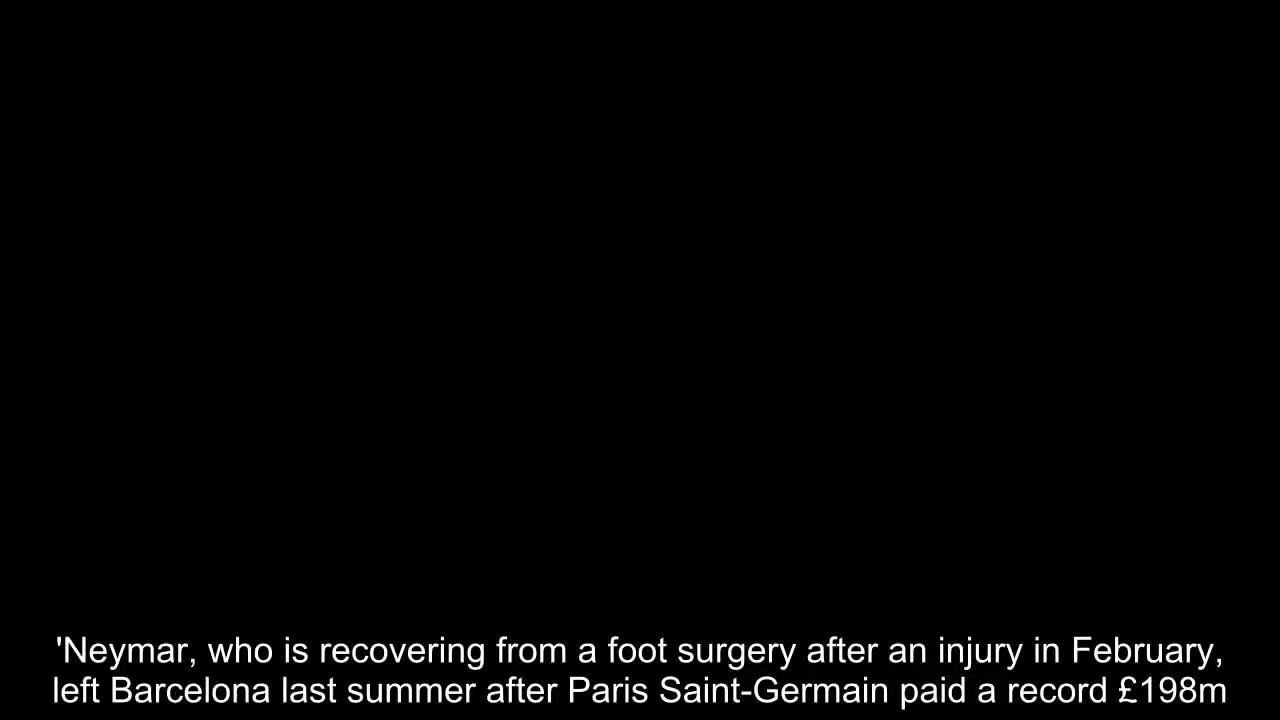 'Neymar, who is recovering from a foot surgery after an injury in February,
left Barcelona last summer after Paris Saint-Germain paid a record £198m